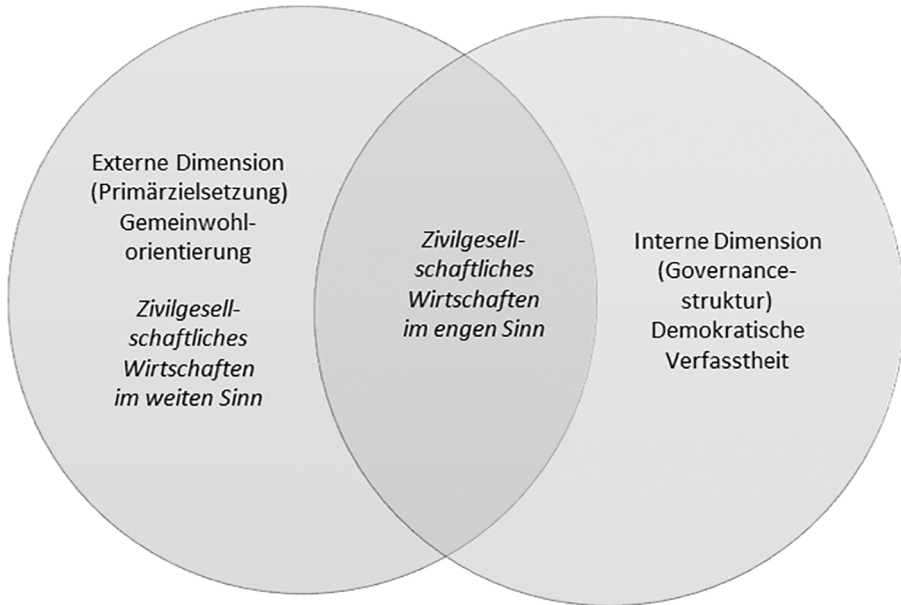 Externe Dimension
(Primärzielsetzung)
Gemeinwohl-
orientierung
Zivilgesell-
schaftliches
Wirtschaften
im weiten Sinn
Zivilgesell-
schaftliches
Wirtschaften
im engen Sinn
Interne Dimension
(Governance-
struktur)
Demokratische
Verfasstheit